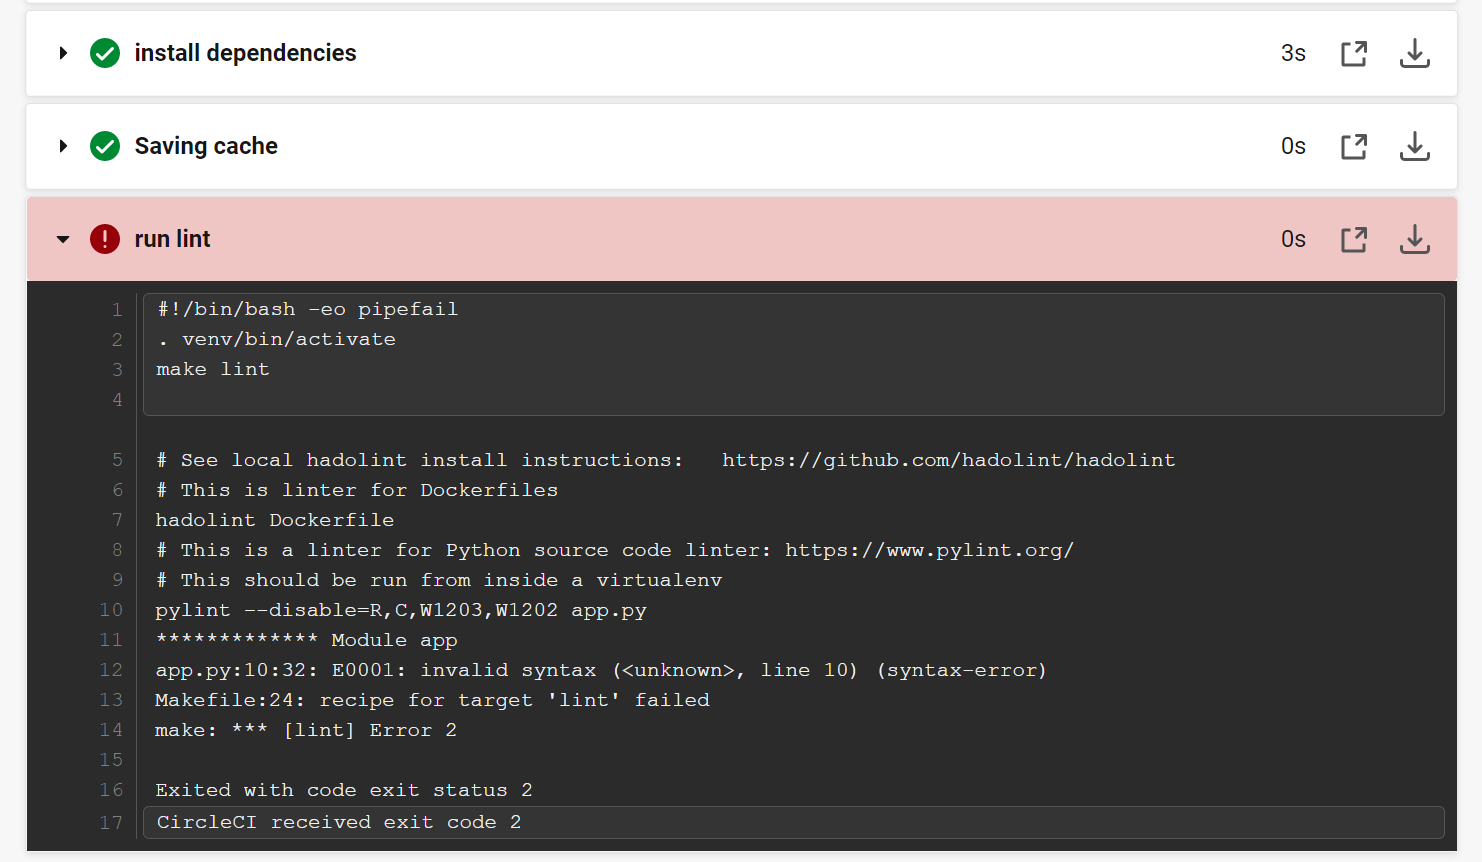 install dependencies 3s
Saving cache 0s
run lint 0s
1 #!/bin/bash -eo pipefail
2 . venv/bin/activate
3 make lint
4
5 # See local hadolint install instructions:   https://github.com/hadolint/hadolint
6 # This is linter for Dockerfiles
7 hadolint Dockerfile
8 # This is a linter for Python source code linter: https://www.pylint.org/
9 # This should be run from inside a virtualenv
10 pylint --disable=R,C,W1203,W1202 app.py
11 ************* Module app
12 app.py:10:32: E0001: invalid syntax (<unknown>, line 10) (syntax-error)
13 Makefile:24: recipe for target 'lint' failed
14 make: *** [lint] Error 2
15
16 Exited with code exit status 2
17 CircleCI received exit code 2